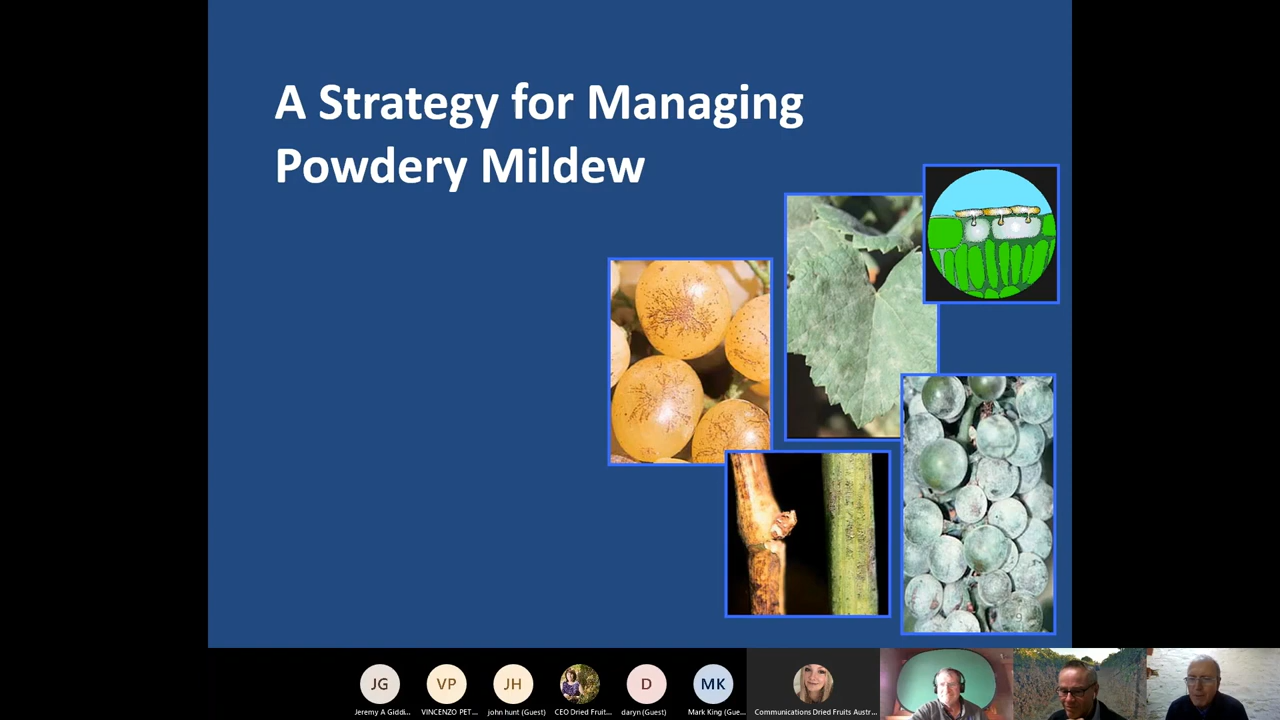 A Strategy for Managing
Powdery Mildew
JG
VP
JH
D
MK
Jeremy A Giddi...
VINCENZO PET...
john hunt (Guest)
CEO Dried Fruit...
daryn (Guest)
Mark King (Gue...
Communications Dried Fruits Austr...